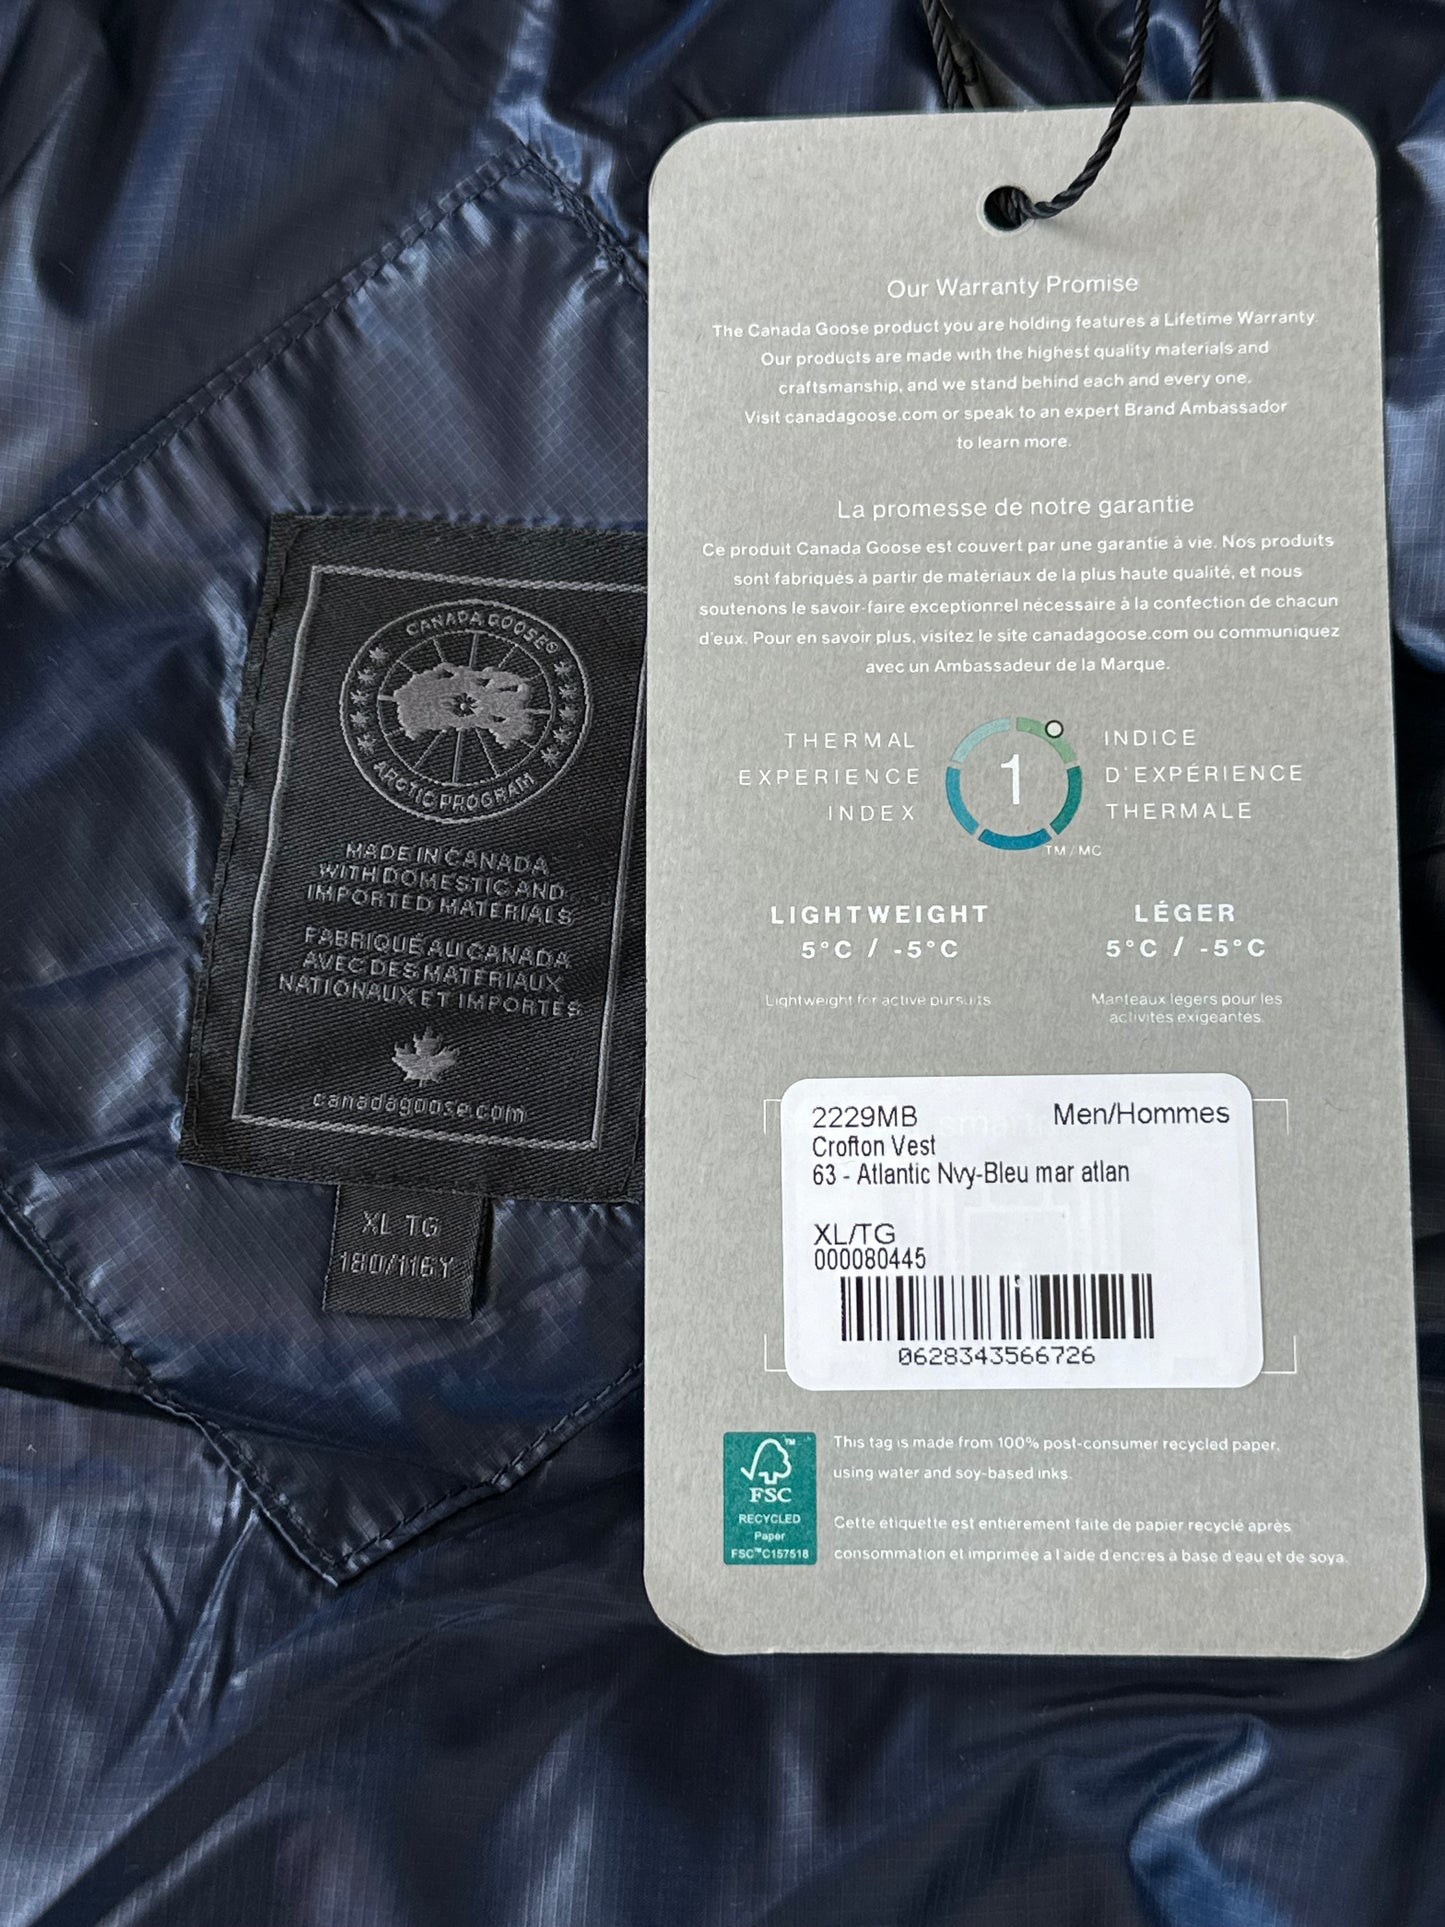 CANADA GOOSE®
ARCTIC PROGRAM
MADE IN CANADA
WITH DOMESTIC AND
IMPORTED MATERIALS
FABRIQUÉ AU CANADA
AVEC DES MATÉRIAUX
NATIONAUX ET IMPORTÉS
canadagoose.com
XL TG
180/116Y
Our Warranty Promise
The Canada Goose product you are holding features a Lifetime Warranty.
Our products are made with the highest quality materials and
craftsmanship, and we stand behind each and every one.
Visit canadagoose.com or speak to an expert Brand Ambassador
to learn more.
La promesse de notre garantie
Ce produit Canada Goose est couvert par une garantie à vie. Nos produits
sont fabriqués à partir de matériaux de la plus haute qualité, et nous
soutenons le savoir-faire exceptionnel nécessaire à la confection de chacun
d'eux. Pour en savoir plus, visitez le site canadagoose.com ou communiquez
avec un Ambassadeur de la Marque.
THERMAL
EXPERIENCE
INDEX
1
TM/MC
INDICE
D'EXPÉRIENCE
THERMALE
LIGHTWEIGHT
5°C / -5°C
Lightweight for active pursuits
LÉGER
5°C / -5°C
Manteaux légers pour les
activités exigeantes.
2229MB Men/Hommes
Crofton Vest
63 - Atlantic Nvy-Bleu mar atlan
XL/TG
000080445
0628343566726
FSC
RECYCLED
Paper
FSC™C157518
This tag is made from 100% post-consumer recycled paper,
using water and soy-based inks.
Cette étiquette est entièrement faite de papier recyclé après
consommation et imprimée à l'aide d'encres à base d'eau et de soya.